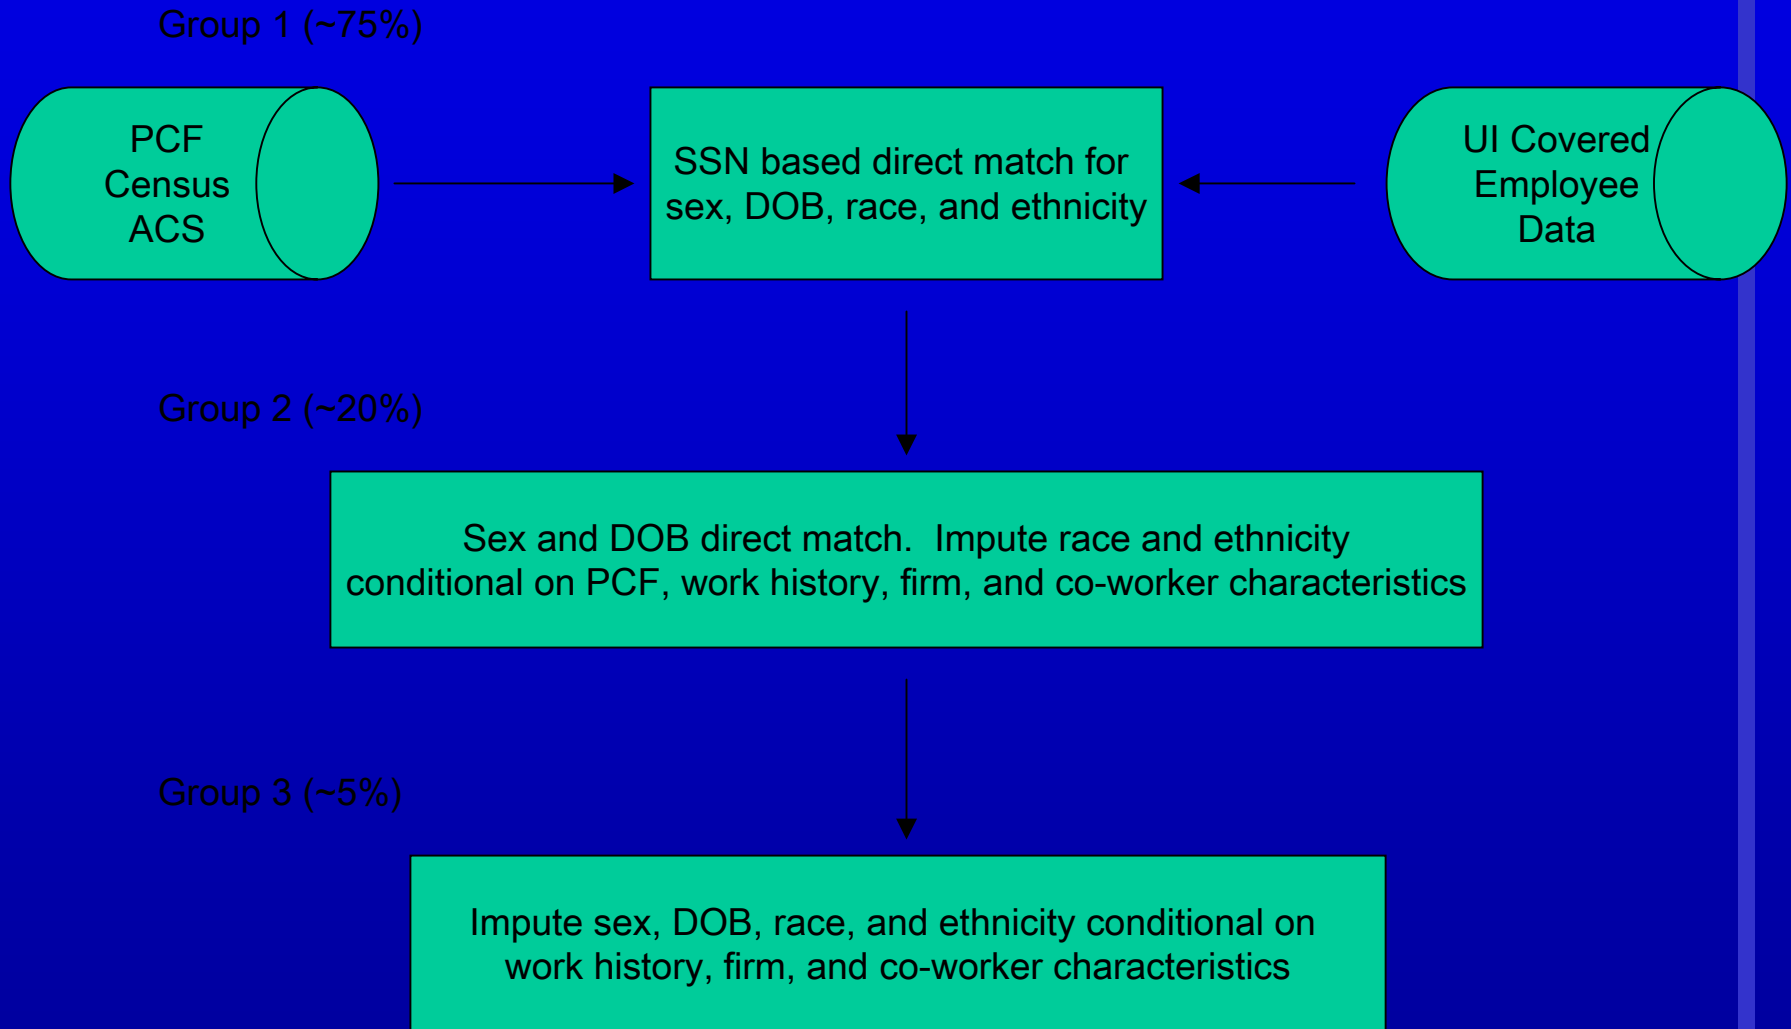 Group 1 (~75%)
PCF
Census
ACS
SSN based direct match for
sex, DOB, race, and ethnicity
UI Covered
Employee
Data
Group 2 (~20%)
Sex and DOB direct match.  Impute race and ethnicity
conditional on PCF, work history, firm, and co-worker characteristics
Group 3 (~5%)
Impute sex, DOB, race, and ethnicity conditional on
work history, firm, and co-worker characteristics